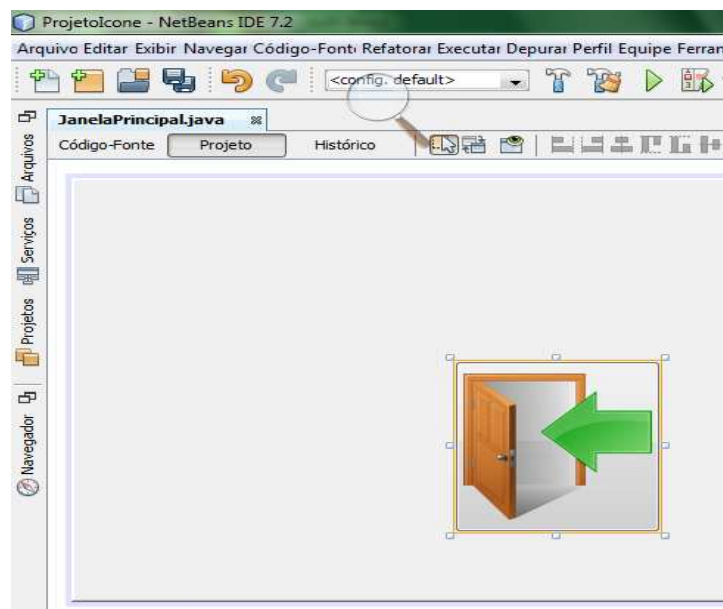 ProjetoIcone - NetBeans IDE 7.2
Arquivo Editar Exibir Navegar Código-Fonte Refatorar Executar Depurar Perfil Equipe Ferran
<config. default>
JanelaPrincipal.java
Código-Fonte Projeto Histórico
Arquivos
Serviços
Projetos
Navegador